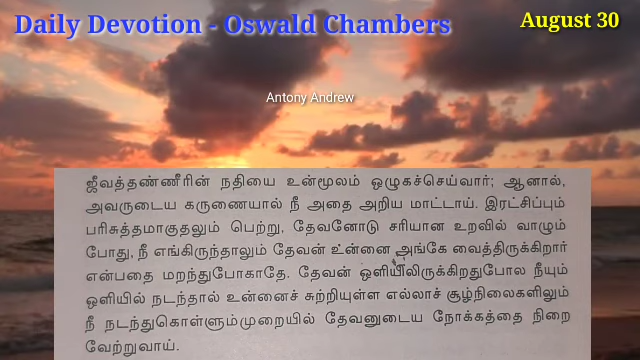 Daily Devotion - Oswald Chambers
August 30
Antony Andrew
ஜீவத்தண்ணீரின் நதியை உன்மூலம் ஒழுகச்செய்வார்; ஆனால்,
அவருடைய கருணையால் நீ அதை அறிய மாட்டாய். இரட்சிப்பும்
பரிசுத்தமாகுதலும் பெற்று, தேவனோடு சரியான உறவில் வாழும்
போது, நீ எங்கிருந்தாலும் தேவன் உன்னை அங்கே வைத்திருக்கிறார்
என்பதை மறந்துபோகாதே. தேவன் ஒளியிலிருக்கிறதுபோல நீயும்
ஒளியில் நடந்தால் உன்னைச் சுற்றியுள்ள எல்லாச் சூழ்நிலைகளிலும்
நீ நடந்துகொள்ளும்முறையில் தேவனுடைய நோக்கத்தை நிறை
வேற்றுவாய்.